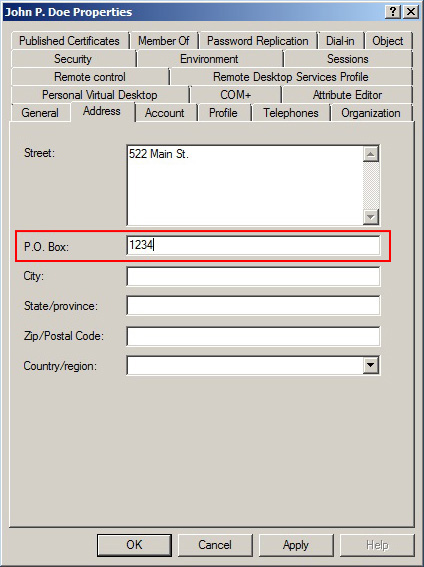 John P. Doe Properties
Published Certificates Member Of Password Replication Dial-in Object
Security Environment Sessions
Remote control Remote Desktop Services Profile
Personal Virtual Desktop COM+ Attribute Editor
General Address Account Profile Telephones Organization
Street: 522 Main St.
P.O. Box: 1234
City:
State/province:
Zip/Postal Code:
Country/region:
OK Cancel Apply Help